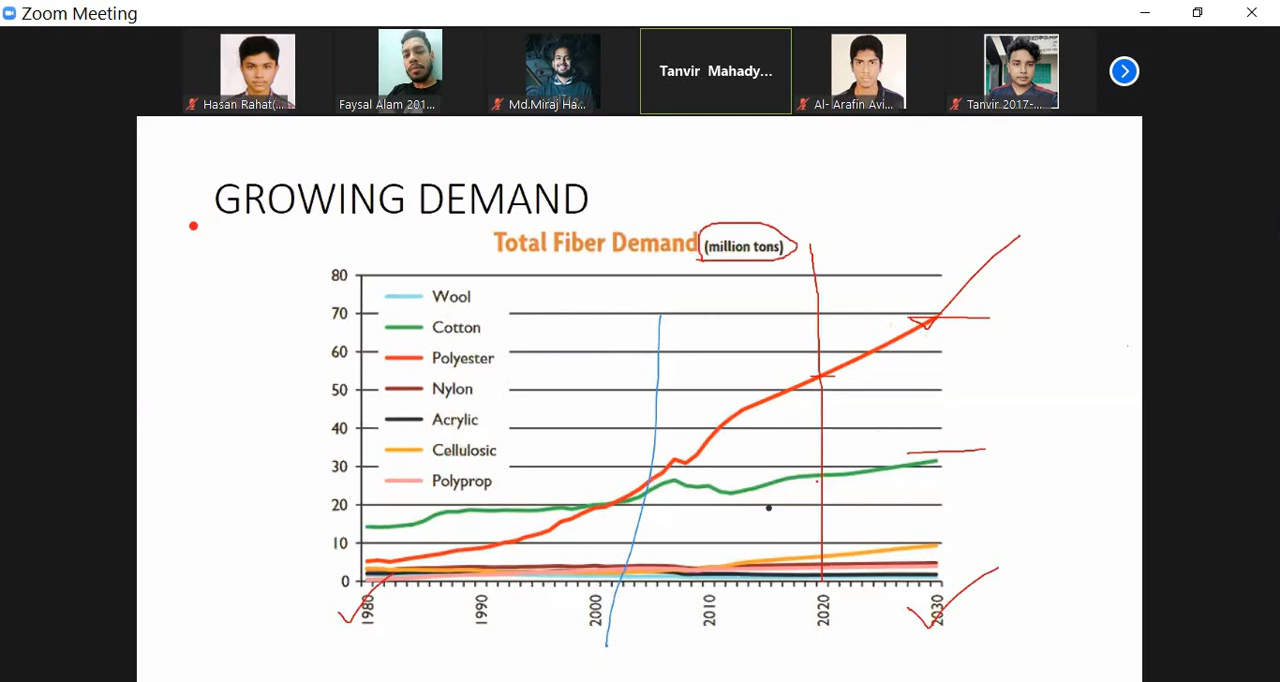 Zoom Meeting
Hasan Rahat(...
Faysal Alam 201...
Md.Miraj Ha...
Tanvir Mahady...
Al- Arafin Avi...
Tanvir 2017-...
GROWING DEMAND
Total Fiber Demand (million tons)
80
70
60
50
40
30
20
10
0
Wool
Cotton
Polyester
Nylon
Acrylic
Cellulosic
Polyprop
1980
1990
2000
2010
2020
2030